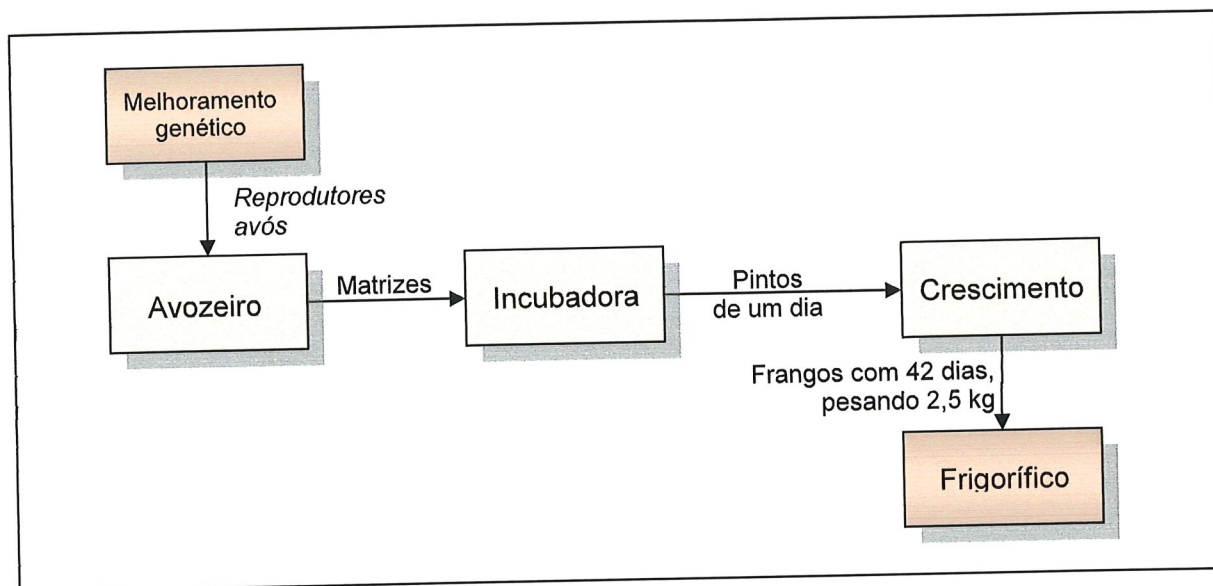 Melhoramento
genético
Reprodutores
avós
Avozeiro
Matrizes
Incubadora
Pintos
de um dia
Crescimento
Frangos com 42 dias,
pesando 2,5 kg
Frigorífico